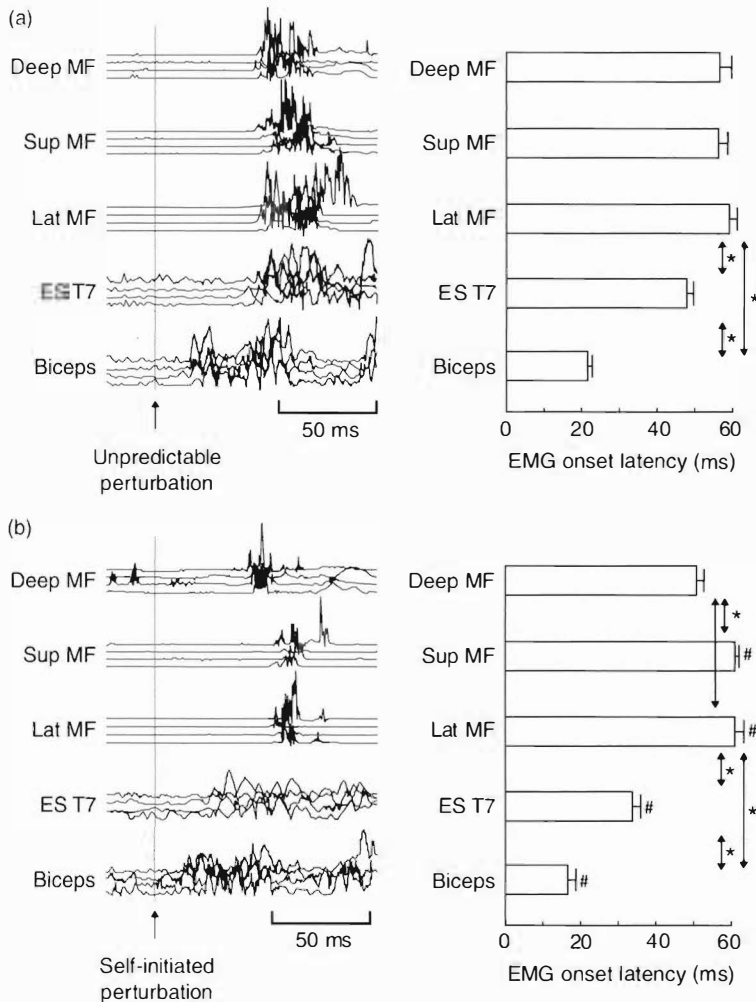 (a)
Deep MF
Sup MF
Lat MF
ES T7
Biceps
50 ms
Unpredictable
perturbation
Deep MF
Sup MF
Lat MF
*
*
ES T7
*
Biceps
0 20 40 60
EMG onset latency (ms)
(b)
Deep MF
Sup MF
Lat MF
ES T7
Biceps
50 ms
Self-initiated
perturbation
Deep MF
*
Sup MF
#
Lat MF
#
*
*
ES T7
#
*
Biceps
#
0 20 40 60
EMG onset latency (ms)